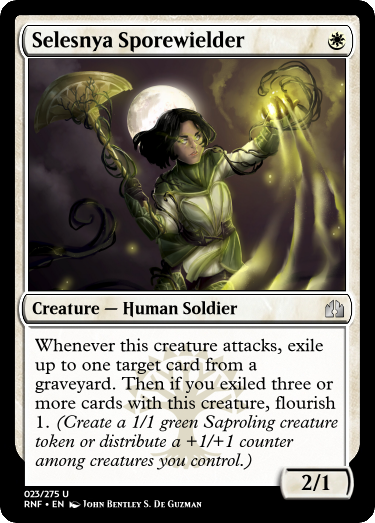 Selesnya Sporewielder
Creature — Human Soldier
Whenever this creature attacks, exile
up to one target card from a
graveyard. Then if you exiled three or
more cards with this creature, flourish
1. (Create a 1/1 green Saproling creature
token or distribute a +1/+1 counter
among creatures you control.)
2/1
023/275 U
RNF • EN John Bentley S. De Guzman